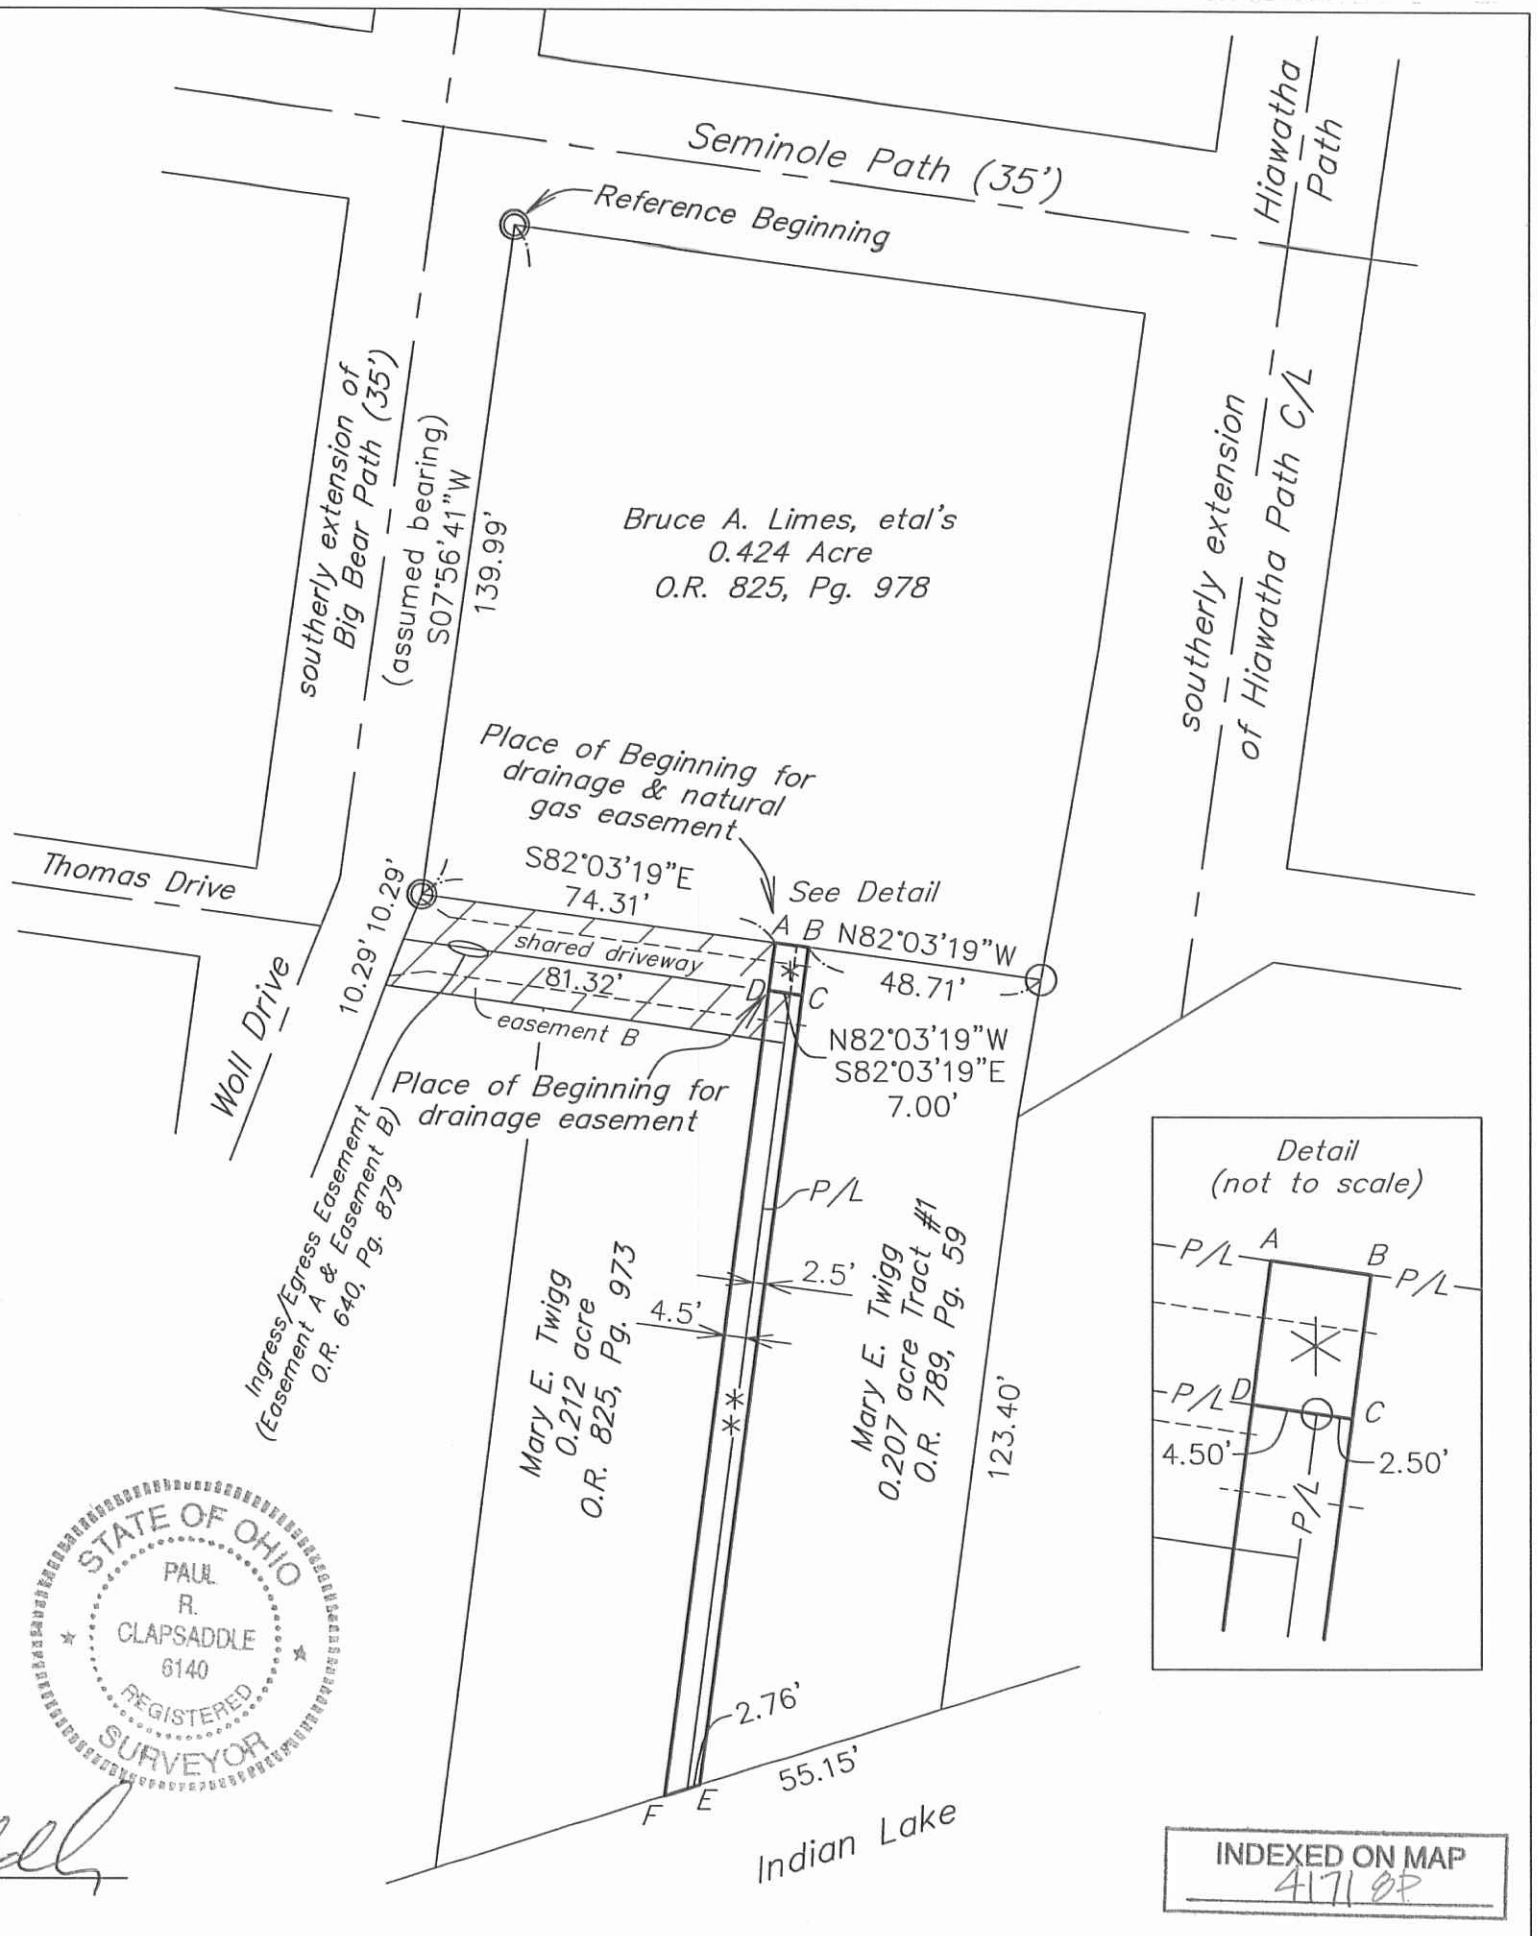 Seminole Path (35')
Hiawatha
Path
Reference Beginning
southerly extension of
Big Bear Path (35')
(assumed bearing)
S07°56'41"W
139.99'
Bruce A. Limes, etal's
0.424 Acre
O.R. 825, Pg. 978
southerly extension
of Hiawatha Path C/L
Place of Beginning for
drainage & natural
gas easement
Thomas Drive
S82°03'19"E
74.31'
See Detail
A B
N82°03'19"W
48.71'
10.29' 10.29'
shared driveway
81.32'
*
D
C
easement B
N82°03'19"W
S82°03'19"E
7.00'
Woll Drive
Place of Beginning for
drainage easement
Ingress/Egress Easememt
(Easement A & Easement B)
O.R. 640, Pg. 879
P/L
2.5'
4.5'
Mary E. Twigg
0.212 acre
O.R. 825, Pg. 973
Mary E. Twigg
0.207 acre Tract #1
O.R. 789, Pg. 59
**
123.40'
Detail
(not to scale)
A
B
P/L
P/L
*
P/L
D
C
4.50'
2.50'
P/L
STATE OF OHIO
PAUL
R.
CLAPSADDLE
6140
REGISTERED
SURVEYOR
2.76'
55.15'
F E
Indian Lake
INDEXED ON MAP
4171 8P